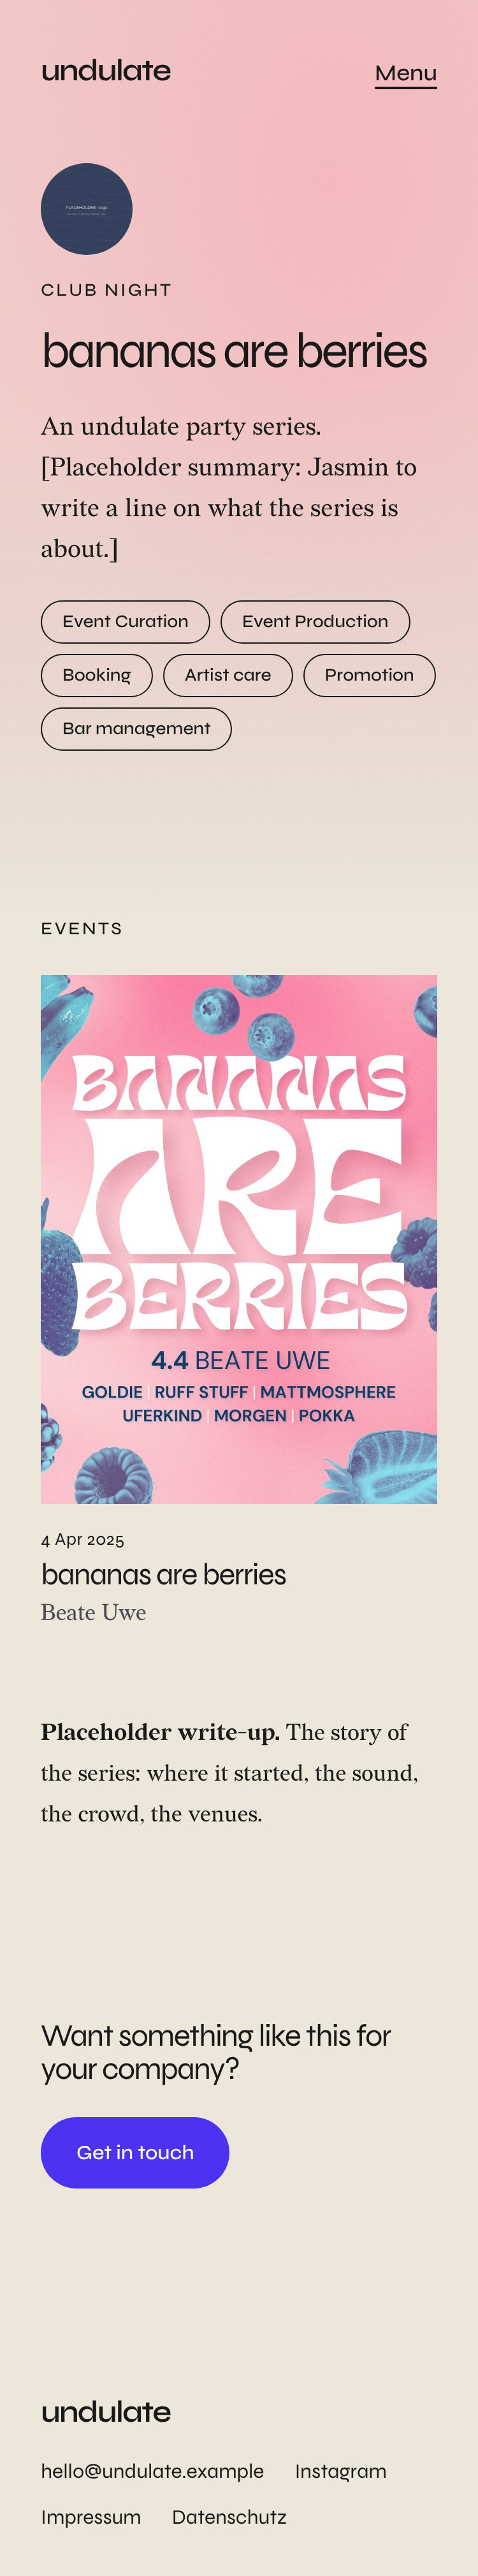 undulate
Menu
PLACEHOLDER · logo
CLUB NIGHT
bananas are berries
An undulate party series.
[Placeholder summary: Jasmin to
write a line on what the series is
about.]
Event Curation
Event Production
Booking
Artist care
Promotion
Bar management
EVENTS
BANANAS
ARE
BERRIES
4.4 BEATE UWE
GOLDIE | RUFF STUFF | MATTMOSPHERE
UFERKIND | MORGEN | POKKA
4 Apr 2025
bananas are berries
Beate Uwe
Placeholder write-up. The story of
the series: where it started, the sound,
the crowd, the venues.
Want something like this for
your company?
Get in touch
undulate
hello@undulate.example
Instagram
Impressum
Datenschutz